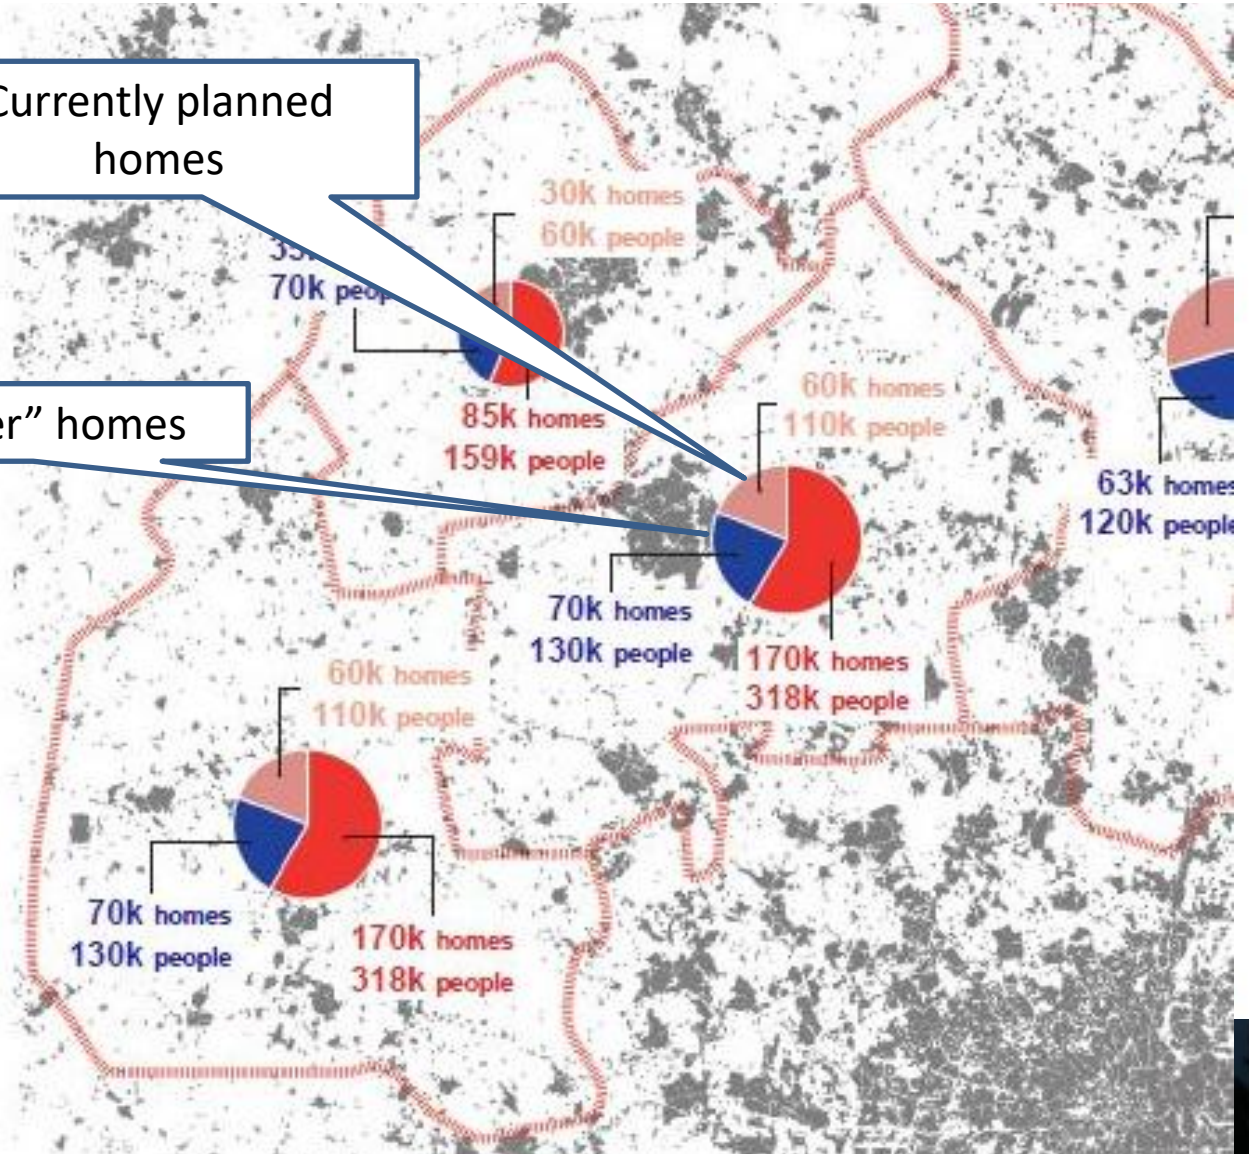 Currently planned
homes
30k homes
60k people
70k people
85k homes
159k people
er” homes
60k homes
110k people
63k homes
120k people
70k homes
130k people
170k homes
318k people
60k homes
110k people
70k homes
130k people
170k homes
318k people